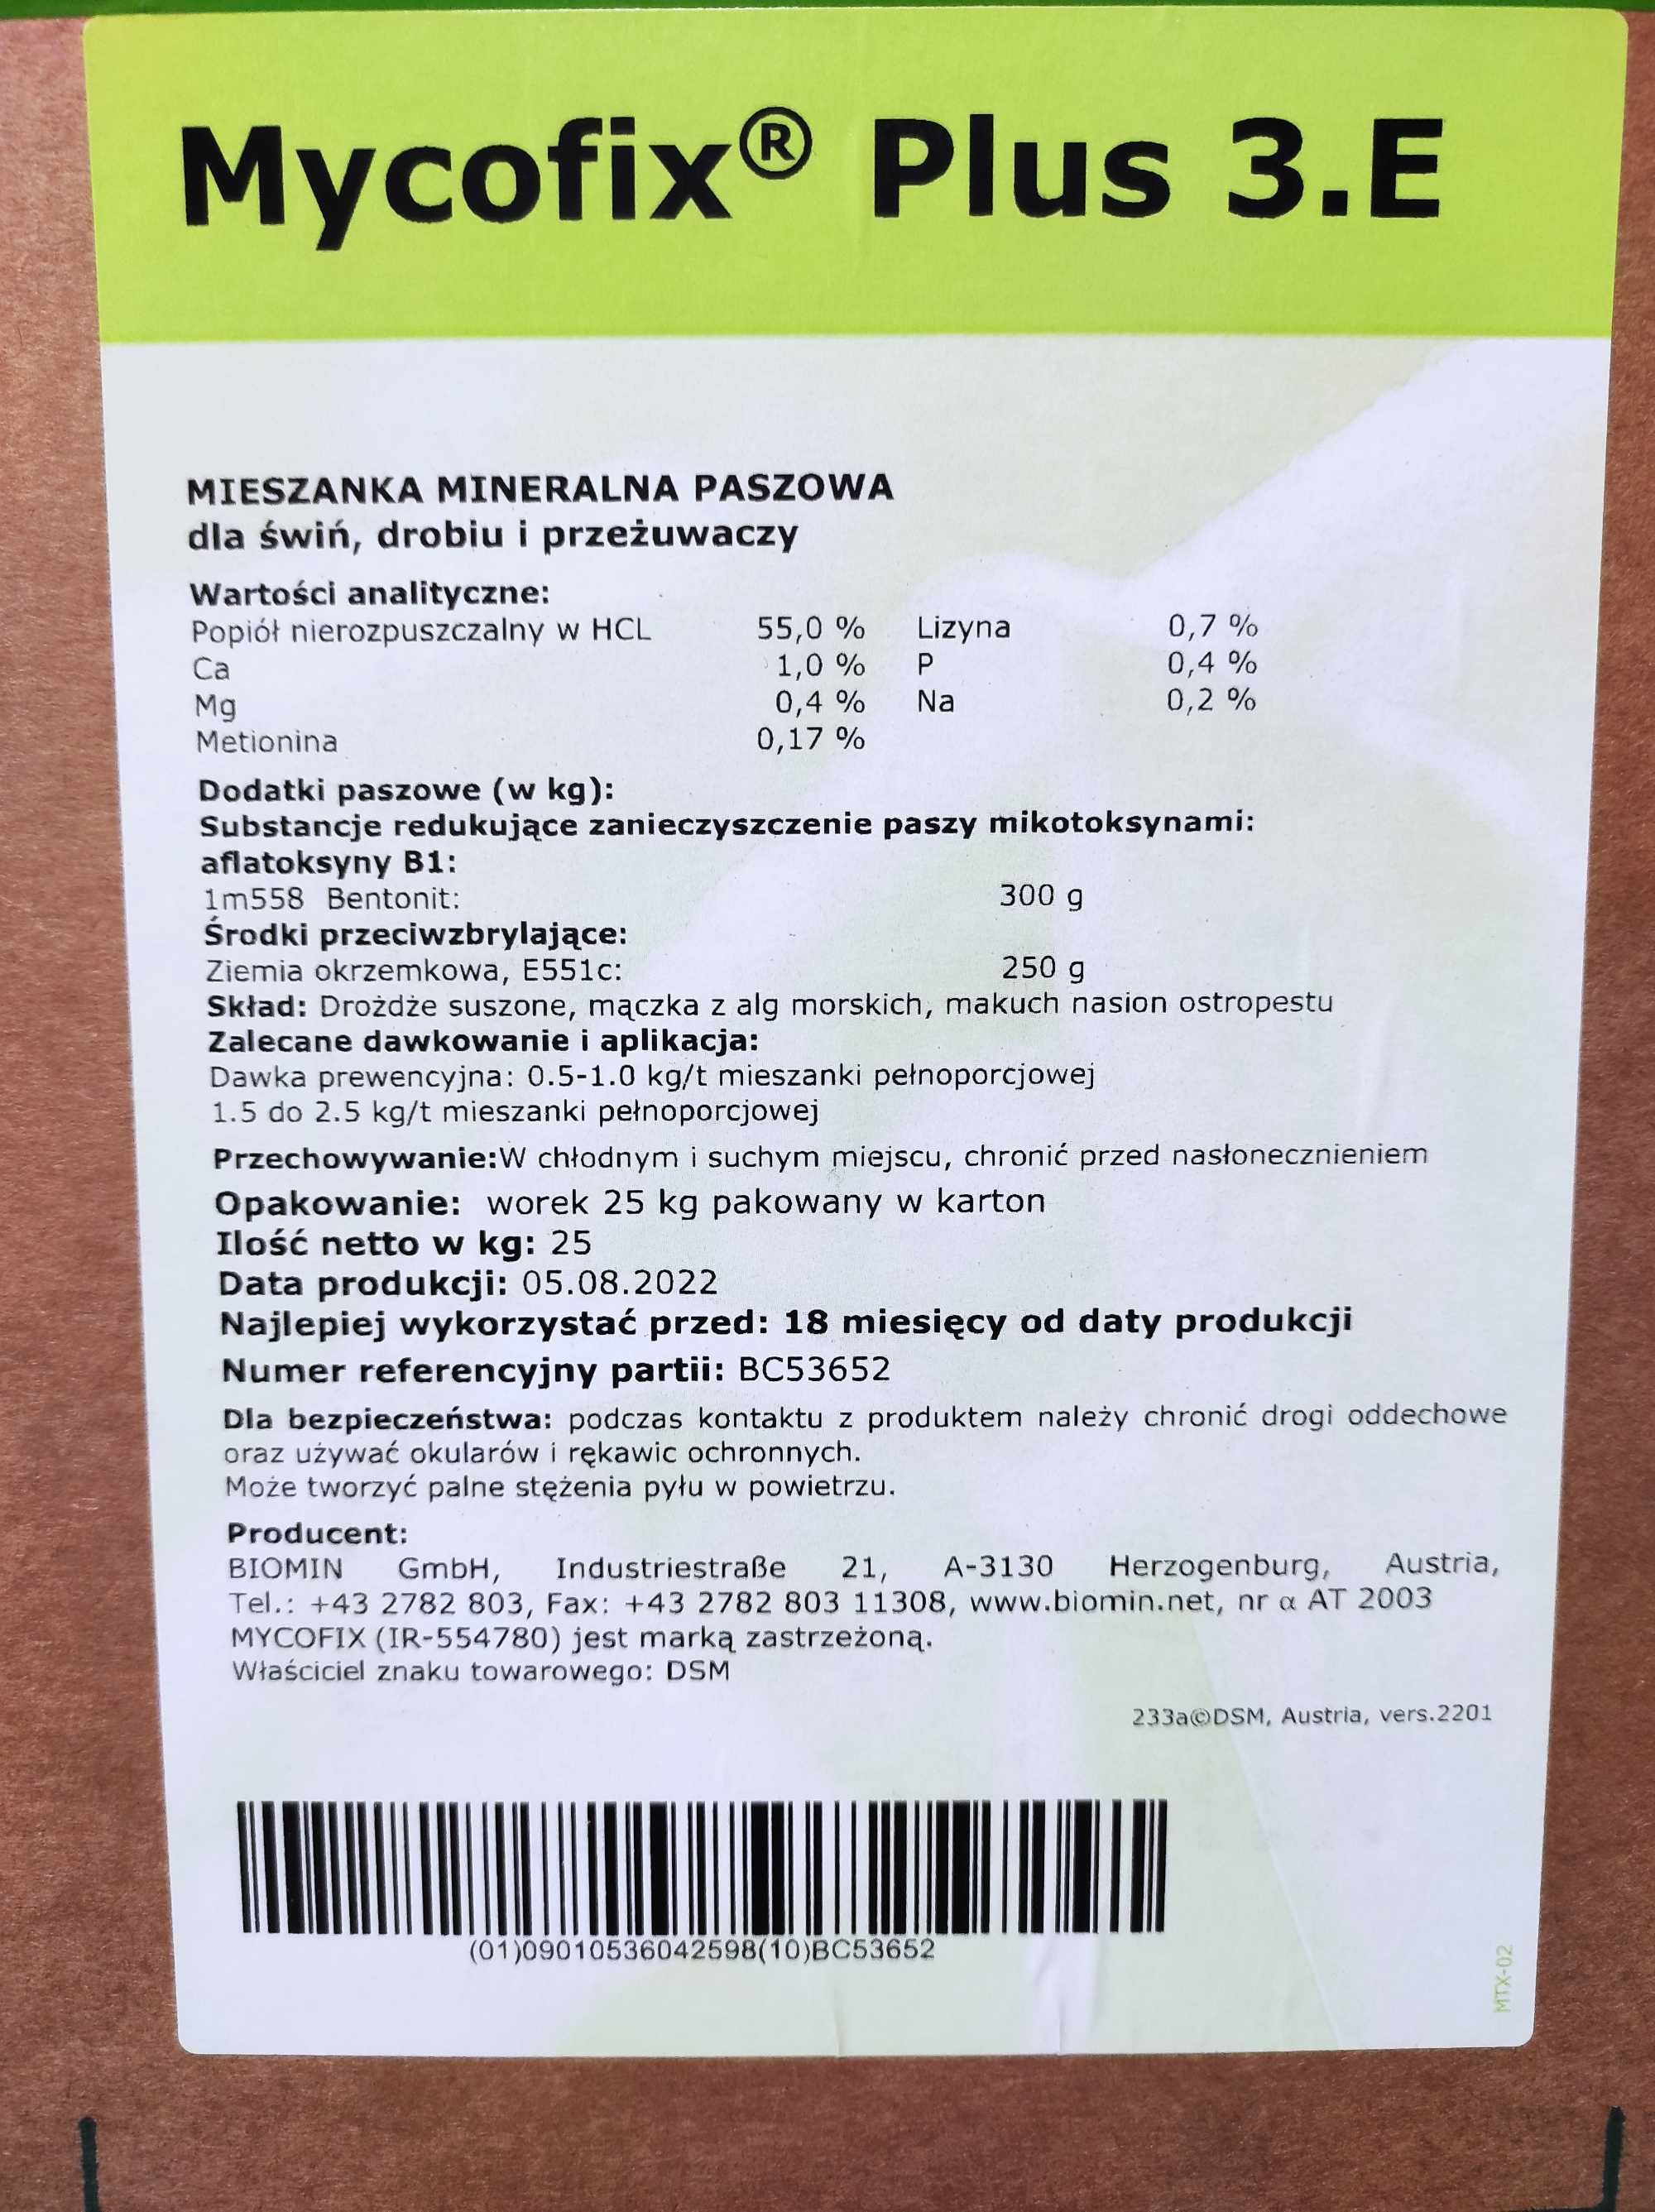 Mycofix® Plus 3.E
MIESZANKA MINERALNA PASZOWA
dla świń, drobiu i przeżuwaczy
Wartości analityczne:
Popiół nierozpuszczalny w HCL 55,0 % Lizyna 0,7 %
Ca 1,0 % P 0,4 %
Mg 0,4 % Na 0,2 %
Metionina 0,17 %
Dodatki paszowe (w kg):
Substancje redukujące zanieczyszczenie paszy mikotoksynami:
aflatoksyny B1:
1m558 Bentonit: 300 g
Środki przeciwzbrylające:
Ziemia okrzemkowa, E551c: 250 g
Skład: Drożdże suszone, mączka z alg morskich, makuch nasion ostropestu
Zalecane dawkowanie i aplikacja:
Dawka prewencyjna: 0.5-1.0 kg/t mieszanki pełnoporcjowej
1.5 do 2.5 kg/t mieszanki pełnoporcjowej
Przechowywanie:W chłodnym i suchym miejscu, chronić przed nasłonecznieniem
Opakowanie: worek 25 kg pakowany w karton
Ilość netto w kg: 25
Data produkcji: 05.08.2022
Najlepiej wykorzystać przed: 18 miesięcy od daty produkcji
Numer referencyjny partii: BC53652
Dla bezpieczeństwa: podczas kontaktu z produktem należy chronić drogi oddechowe
oraz używać okularów i rękawic ochronnych.
Może tworzyć palne stężenia pyłu w powietrzu.
Producent:
BIOMIN GmbH, Industriestraße 21, A-3130 Herzogenburg, Austria,
Tel.: +43 2782 803, Fax: +43 2782 803 11308, www.biomin.net, nr α AT 2003
MYCOFIX (IR-554780) jest marką zastrzeżoną.
Właściciel znaku towarowego: DSM
233a©DSM, Austria, vers.2201
(01)09010536042598(10)BC53652
MTX-02